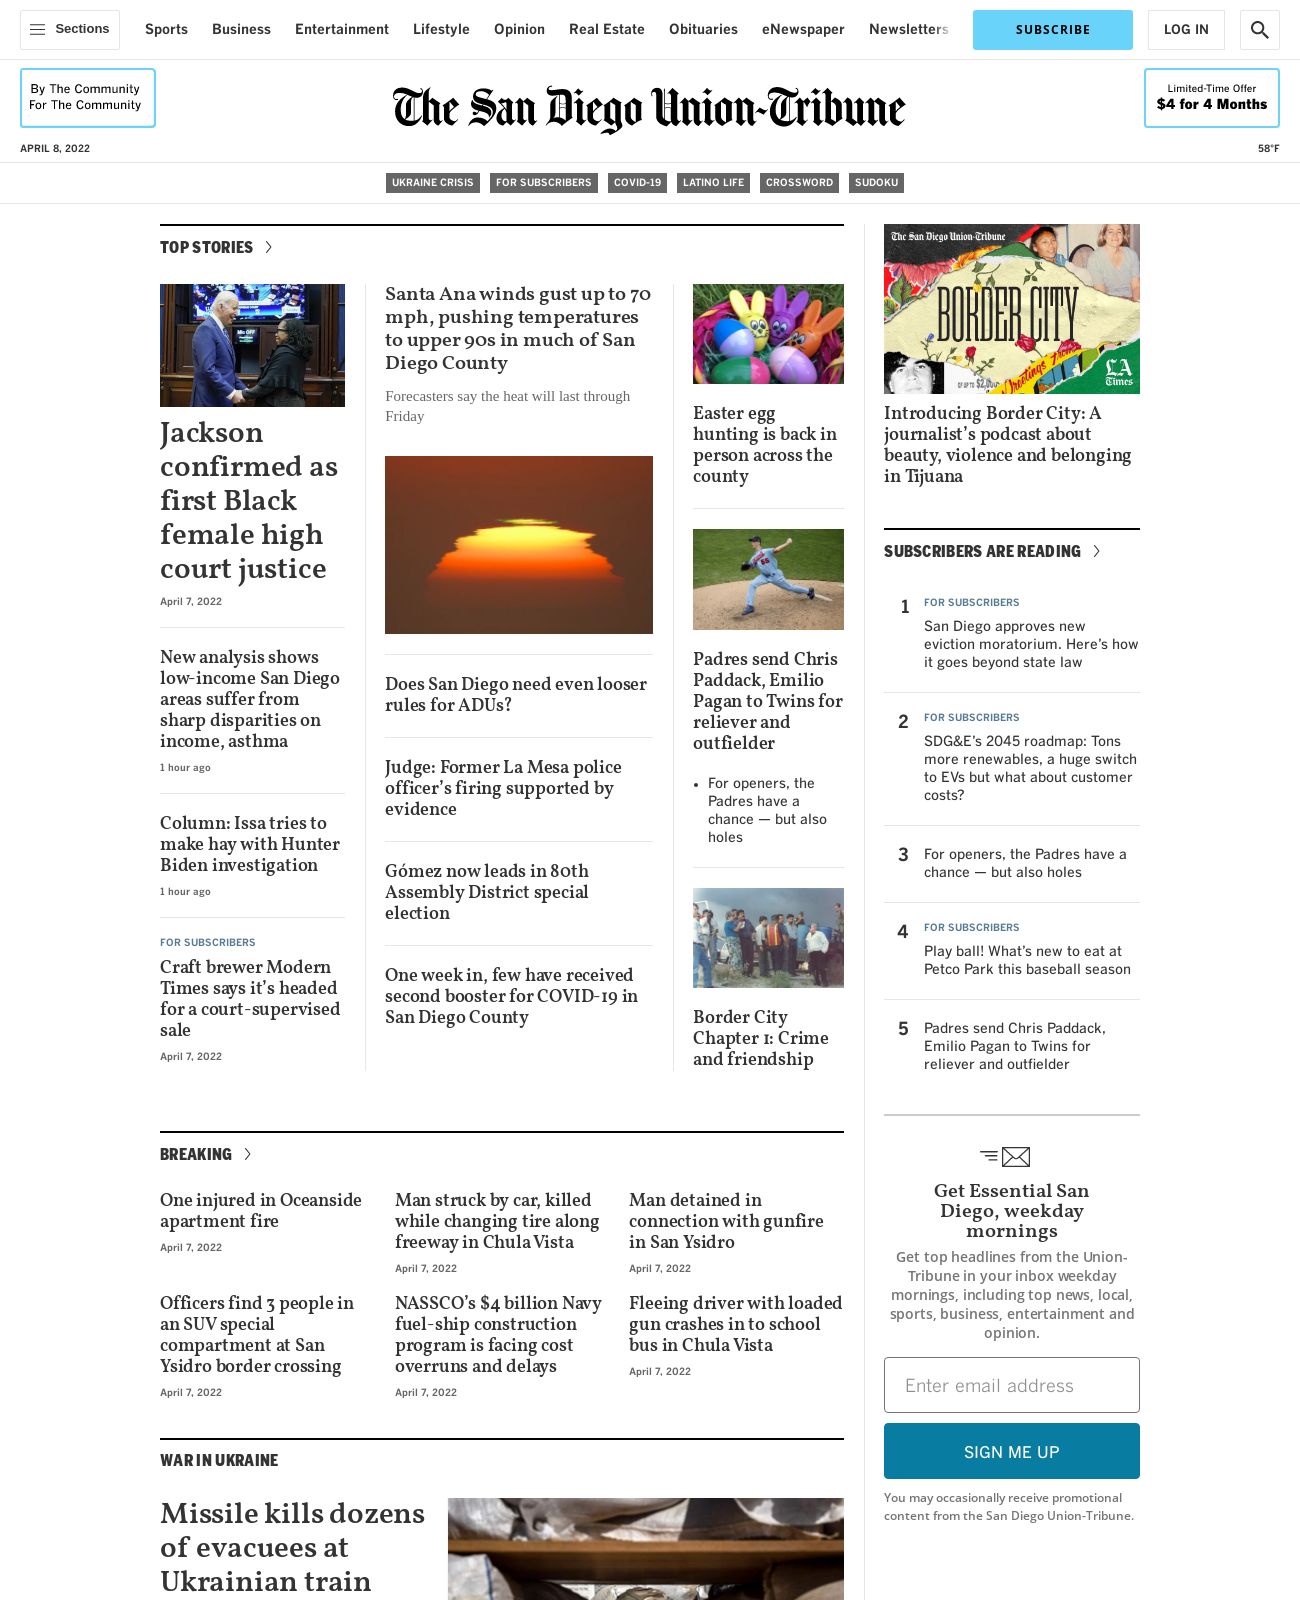 Sections
Sports
Business
Entertainment
Lifestyle
Opinion
Real Estate
Obituaries
eNewspaper
Newsletters
SUBSCRIBE
LOG IN
By The Community
For The Community
The San Diego Union-Tribune
Limited-Time Offer
$4 for 4 Months
APRIL 8, 2022
58°F
UKRAINE CRISIS
FOR SUBSCRIBERS
COVID-19
LATINO LIFE
CROSSWORD
SUDOKU
TOP STORIES
Jackson
confirmed as
first Black
female high
court justice
April 7, 2022
New analysis shows
low-income San Diego
areas suffer from
sharp disparities on
income, asthma
1 hour ago
Column: Issa tries to
make hay with Hunter
Biden investigation
1 hour ago
FOR SUBSCRIBERS
Craft brewer Modern
Times says it’s headed
for a court-supervised
sale
April 7, 2022
Santa Ana winds gust up to 70
mph, pushing temperatures
to upper 90s in much of San
Diego County
Forecasters say the heat will last through
Friday
Does San Diego need even looser
rules for ADUs?
Judge: Former La Mesa police
officer’s firing supported by
evidence
Gómez now leads in 80th
Assembly District special
election
One week in, few have received
second booster for COVID-19 in
San Diego County
Easter egg
hunting is back in
person across the
county
Padres send Chris
Paddack, Emilio
Pagan to Twins for
reliever and
outfielder
• For openers, the
Padres have a
chance — but also
holes
Border City
Chapter 1: Crime
and friendship
The San Diego Union-Tribune
BORDER CITY
Greetings from
LA
Times
Introducing Border City: A
journalist’s podcast about
beauty, violence and belonging
in Tijuana
SUBSCRIBERS ARE READING
1
FOR SUBSCRIBERS
San Diego approves new
eviction moratorium. Here’s how
it goes beyond state law
2
FOR SUBSCRIBERS
SDG&E’s 2045 roadmap: Tons
more renewables, a huge switch
to EVs but what about customer
costs?
3
For openers, the Padres have a
chance — but also holes
4
FOR SUBSCRIBERS
Play ball! What’s new to eat at
Petco Park this baseball season
5
Padres send Chris Paddack,
Emilio Pagan to Twins for
reliever and outfielder
BREAKING
One injured in Oceanside
apartment fire
April 7, 2022
Man struck by car, killed
while changing tire along
freeway in Chula Vista
April 7, 2022
Man detained in
connection with gunfire
in San Ysidro
April 7, 2022
Officers find 3 people in
an SUV special
compartment at San
Ysidro border crossing
April 7, 2022
NASSCO’s $4 billion Navy
fuel-ship construction
program is facing cost
overruns and delays
April 7, 2022
Fleeing driver with loaded
gun crashes in to school
bus in Chula Vista
April 7, 2022
Get Essential San
Diego, weekday
mornings
Get top headlines from the Union-
Tribune in your inbox weekday
mornings, including top news, local,
sports, business, entertainment and
opinion.
Enter email address
SIGN ME UP
You may occasionally receive promotional
content from the San Diego Union-Tribune.
WAR IN UKRAINE
Missile kills dozens
of evacuees at
Ukrainian train